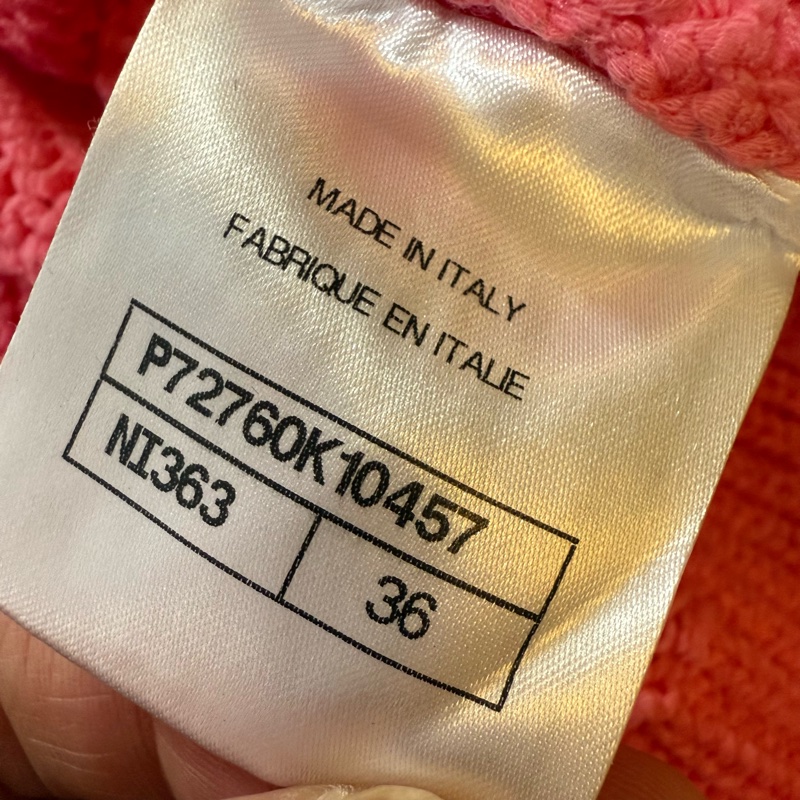 MADE IN ITALY
FABRIQUE EN ITALIE
P72760K10457
NI363
36